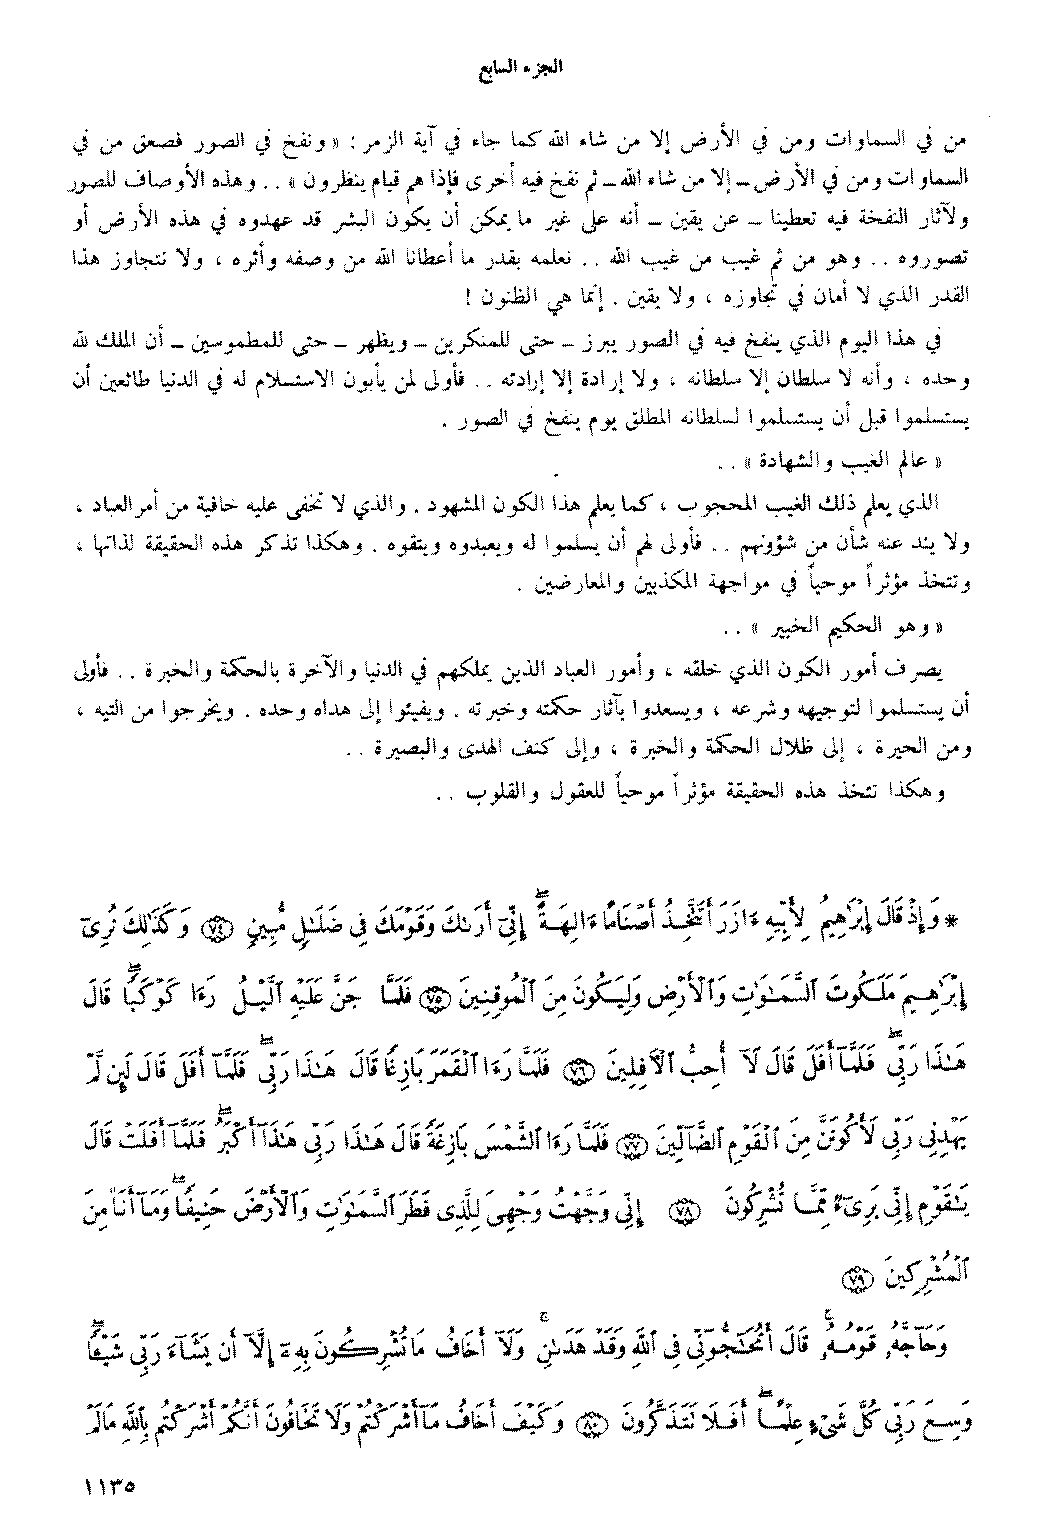 الجزء السابع
من في السماوات ومن في الأرض إلا من شاء الله كما جاء في آية الزمر : « ونفخ في الصور فصعق من في
السماوات ومن في الأرض – إلا من شاء الله – ثم نفخ فيه أخرى فإذا هم قيام ينظرون » . . وهذه الأوصاف للصور
ولآثار النفخة فيه تعطينا – عن يقين – أنه على غير ما يمكن أن يكون البشر قد عهدوه في هذه الأرض أو
تصوروه . . وهو من ثم غيب من غيب الله . . نعلمه بقدر ما أعطانا الله من وصفه وأثره ، ولا نتجاوز هذا
القدر الذي لا أمان في تجاوزه ، ولا يقين . إنما هي الظنون !
في هذا اليوم الذي ينفخ فيه في الصور يبرز – حتى للمنكرين – ويظهر – حتى للمطموسين – أن الملك لله
وحده ، وأنه لا سلطان إلا سلطانه ، ولا إرادة إلا إرادته . . فأولى لمن يأبون الاستسلام له في الدنيا طائعين أن
يستسلموا قبل أن يستسلموا لسلطانه المطلق يوم ينفخ في الصور .
« عالم الغيب والشهادة » . .
الذي يعلم ذلك الغيب المحجوب ، كما يعلم هذا الكون المشهود . والذي لا تخفى عليه خافية من أمر العباد ،
ولا يند عنه شأن من شؤونهم . . فأولى لهم أن يسلموا له ويعبدوه ويتقوه . وهكذا تذكر هذه الحقيقة لذاتها ،
وتتخذ مؤثراً موحياً في مواجهة المكذبين والمعارضين .
« وهو الحكيم الخبير » . .
يصرف أمور الكون الذي خلقه ، وأمور العباد الذين يملكهم في الدنيا والآخرة بالحكمة والخبرة . . فأولى
أن يستسلموا لتوجيهه وشرعه ، ويسعدوا بآثار حكمته وخبرته . ويفيئوا إلى هداه وحده . ويخرجوا من التيه ،
ومن الحيرة ، إلى ظلال الحكمة والخبرة ، وإلى كنف الهدى والبصيرة . .
وهكذا تتخذ هذه الحقيقة مؤثراً موحياً للعقول والقلوب . .
* وَإِذْ قَالَ إِبْرَٰهِيمُ لِأَبِيهِ ءَازَرَ أَتَتَّخِذُ أَصْنَامًا ءَالِهَةً ۖ إِنِّىٓ أَرَىٰكَ وَقَوْمَكَ فِى ضَلَٰلٍ مُّبِينٍ ﴿٧٤﴾ وَكَذَٰلِكَ نُرِىٓ
إِبْرَٰهِيمَ مَلَكُوتَ ٱلسَّمَٰوَٰتِ وَٱلْأَرْضِ وَلِيَكُونَ مِنَ ٱلْمُوقِنِينَ ﴿٧٥﴾ فَلَمَّا جَنَّ عَلَيْهِ ٱلَّيْلُ رَءَا كَوْكَبًا ۖ قَالَ
هَٰذَا رَبِّى ۖ فَلَمَّآ أَفَلَ قَالَ لَآ أُحِبُّ ٱلْءَافِلِينَ ﴿٧٦﴾ فَلَمَّا رَءَا ٱلْقَمَرَ بَازِغًا قَالَ هَٰذَا رَبِّى ۖ فَلَمَّآ أَفَلَ قَالَ لَئِن لَّمْ
يَهْدِنِى رَبِّى لَأَكُونَنَّ مِنَ ٱلْقَوْمِ ٱلضَّآلِّينَ ﴿٧٧﴾ فَلَمَّا رَءَا ٱلشَّمْسَ بَازِغَةً قَالَ هَٰذَا رَبِّى هَٰذَآ أَكْبَرُ ۖ فَلَمَّآ أَفَلَتْ قَالَ
يَٰقَوْمِ إِنِّى بَرِىٓءٌ مِّمَّا تُشْرِكُونَ ﴿٧٨﴾ إِنِّى وَجَّهْتُ وَجْهِىَ لِلَّذِى فَطَرَ ٱلسَّمَٰوَٰتِ وَٱلْأَرْضَ حَنِيفًا ۖ وَمَآ أَنَا۠ مِنَ
ٱلْمُشْرِكِينَ ﴿٧٩﴾
وَحَآجَّهُۥ قَوْمُهُۥ ۚ قَالَ أَتُحَٰٓجُّوٓنِّى فِى ٱللَّهِ وَقَدْ هَدَىٰنِ ۚ وَلَآ أَخَافُ مَا تُشْرِكُونَ بِهِۦٓ إِلَّآ أَن يَشَآءَ رَبِّى شَيْـًٔا ۖ
وَسِعَ رَبِّى كُلَّ شَىْءٍ عِلْمًا ۖ أَفَلَا تَتَذَكَّرُونَ ﴿٨٠﴾ وَكَيْفَ أَخَافُ مَآ أَشْرَكْتُمْ وَلَا تَخَافُونَ أَنَّكُمْ أَشْرَكْتُم بِٱللَّهِ مَا لَمْ
١١٣٥